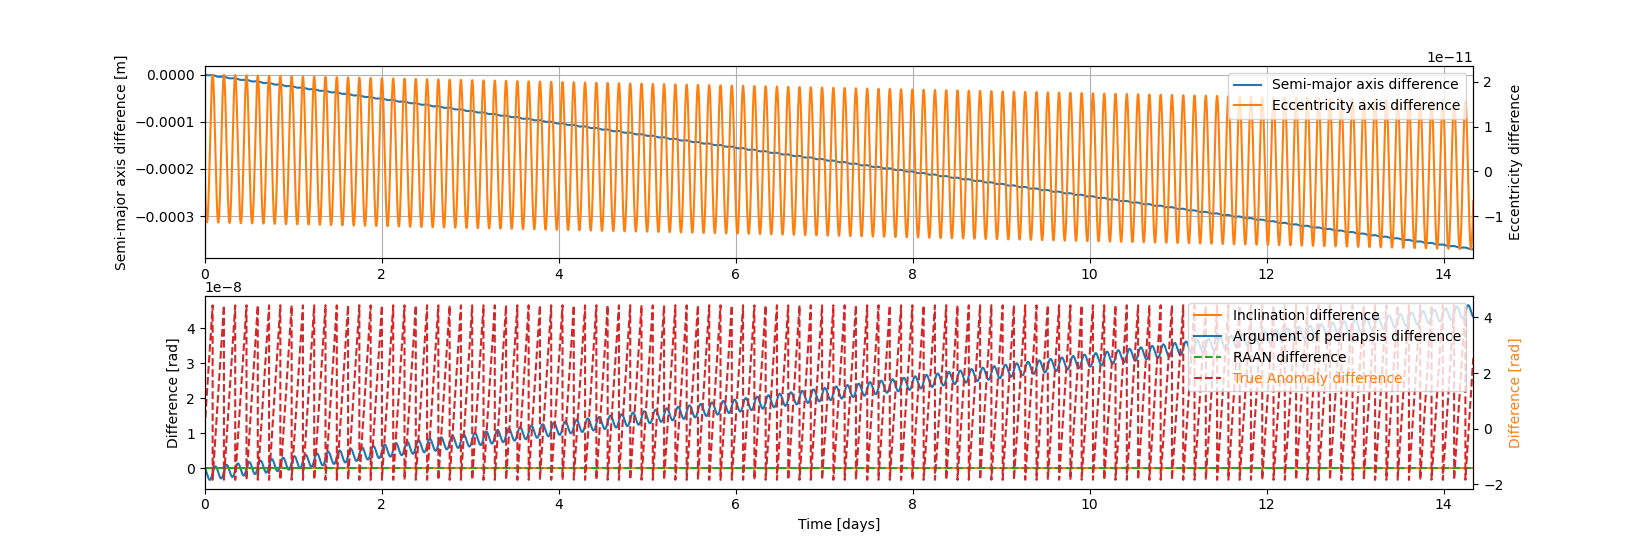 1e−11
Semi-major axis difference [m]
0.0000
−0.0001
−0.0002
−0.0003
2
1
0
−1
Eccentricity difference
Semi-major axis difference
Eccentricity axis difference
0 2 4 6 8 10 12 14
1e−8
Difference [rad]
4
3
2
1
0
4
2
0
−2
Difference [rad]
Inclination difference
Argument of periapsis difference
RAAN difference
True Anomaly difference
0 2 4 6 8 10 12 14
Time [days]